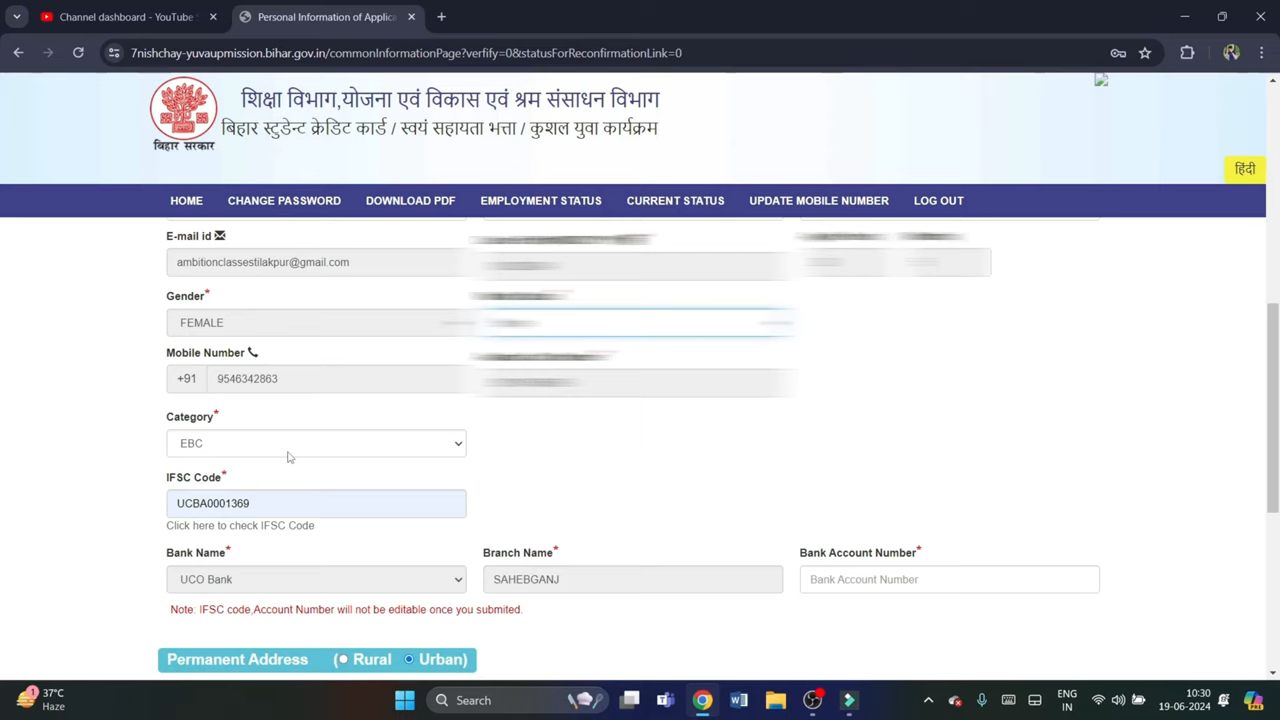 Channel dashboard - YouTube
Personal Information of Applica
7nishchay-yuvaupmission.bihar.gov.in/commonInformationPage?verfify=0&statusForReconfirmationLink=0
शिक्षा विभाग,योजना एवं विकास एवं श्रम संसाधन विभाग
बिहार स्टुडेन्ट क्रेडिट कार्ड / स्वयं सहायता भत्ता / कुशल युवा कार्यक्रम
बिहार सरकार
हिंदी
HOME CHANGE PASSWORD DOWNLOAD PDF EMPLOYMENT STATUS CURRENT STATUS UPDATE MOBILE NUMBER LOG OUT
E-mail id
ambitionclassestilakpur@gmail.com
Gender*
FEMALE
Mobile Number
+91 9546342863
Category*
EBC
IFSC Code*
UCBA0001369
Click here to check IFSC Code
Bank Name* Branch Name* Bank Account Number*
UCO Bank SAHEBGANJ Bank Account Number
Note: IFSC code,Account Number will not be editable once you submited.
Permanent Address (Rural Urban)
1
37°C
Haze
Search
ENG
IN
10:30
19-06-2024